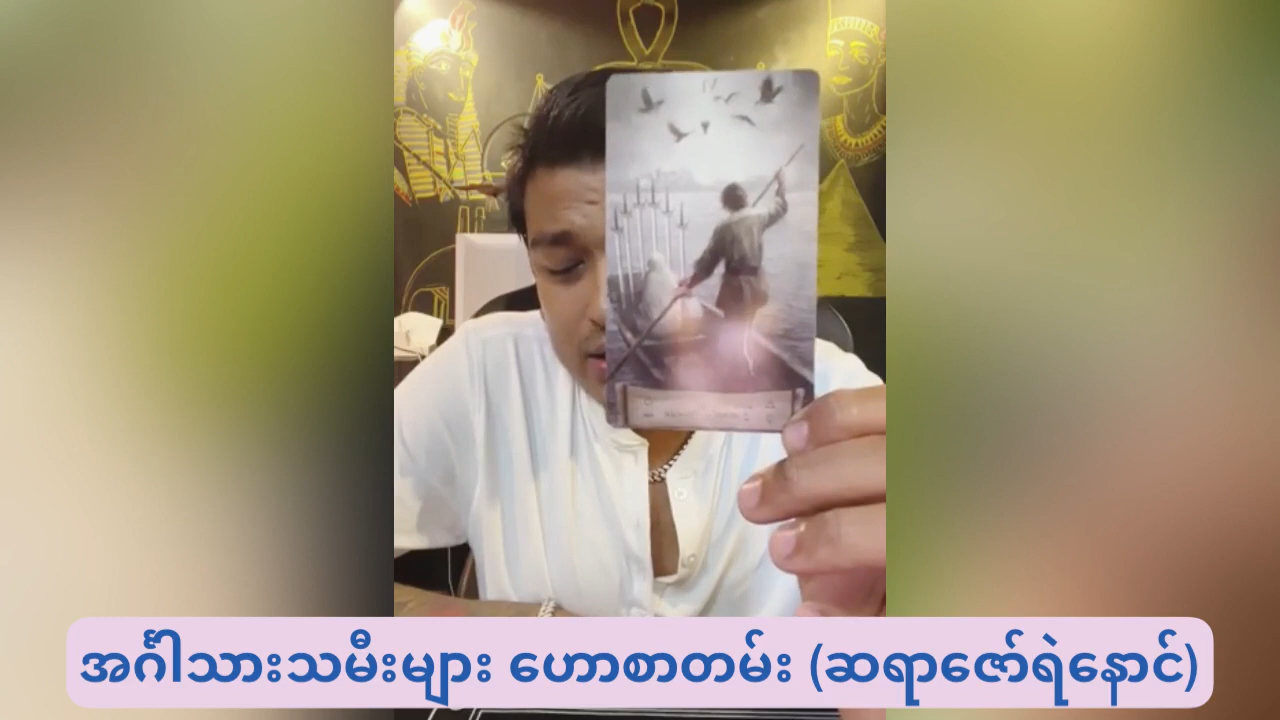 အင်္ဂါသားသမီးများ ဟောစာတမ်း (ဆရာဇော်ရဲနောင်)